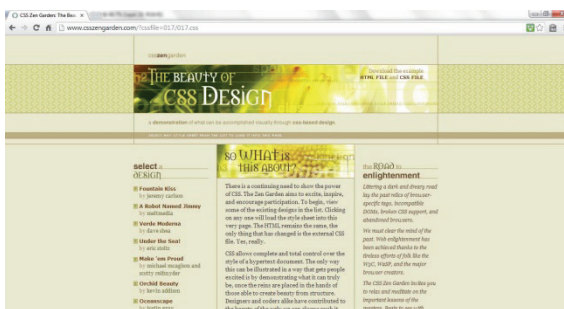 CSS Zen Garden: The Bea
www.csszengarden.com/?cssfile=017/017.css
csszengarden
THE BEAUTY OF
CSS DESIGN
Download the example
HTML FILE and CSS FILE
a demonstration of what can be accomplished visually through css-based design.
select a
DESIGN
Fountain Kiss
by jeremy carlson
A Robot Named Jimmy
by meltmedia
Verde Moderna
by dave shea
Under the Sea!
by eric stoltz
Make 'em Proud
by michael mcaghon and
scotty reifsnyder
Orchid Beauty
by kevin addison
Oceanscape
by justin gray
so WHAT is
THIS ABOUT?
There is a continuing need to show the power
of CSS. The Zen Garden aims to excite, inspire,
and encourage participation. To begin, view
some of the existing designs in the list. Clicking
on any one will load the style sheet into this
very page. The HTML remains the same, the
only thing that has changed is the external CSS
file. Yes, really.
CSS allows complete and total control over the
style of a hypertext document. The only way
this can be illustrated in a way that gets people
excited is by demonstrating what it can truly
be, once the reins are placed in the hands of
those able to create beauty from structure.
Designers and coders alike have contributed to
the ROAD to
enlightenment
Littering a dark and dreary road
lay the past relics of browser-
specific tags, incompatible
DOMs, broken CSS support, and
abandoned browsers.
We must clear the mind of the
past. Web enlightenment has
been achieved thanks to the
tireless efforts of folk like the
W3C, WaSP, and the major
browser creators.
The CSS Zen Garden invites you
to relax and meditate on the
important lessons of the
masters. Begin to see with